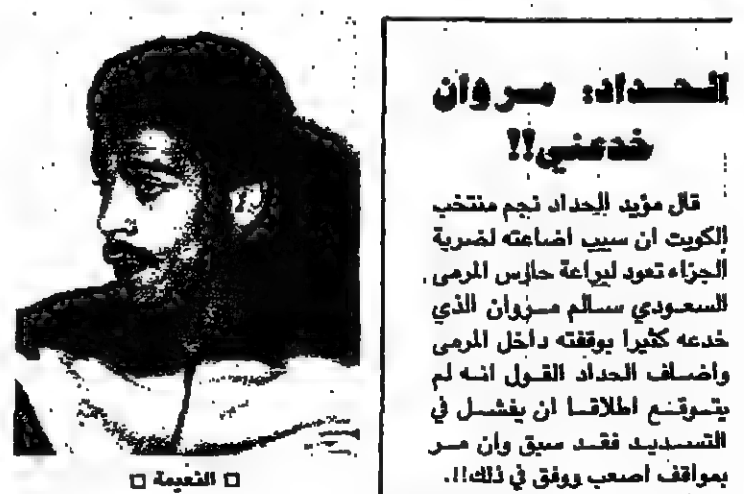 الحداد: مروان
خدعني!!
قال مؤيد الحداد نجم منتخب
الكويت ان سبب اضاعته لضربة
الجزاء تعود لبراعة حارس المرمى
السعودي سالم مروان الذي
خدعه كثيرا بوقفته داخل المرمى
واضاف الحداد القول انه لم
يتوقع اطلاقا ان يفشل في
التسديد فقد سبق وان مر
بمواقف اصعب ووفق في ذلك!!.
□ النعيمة □